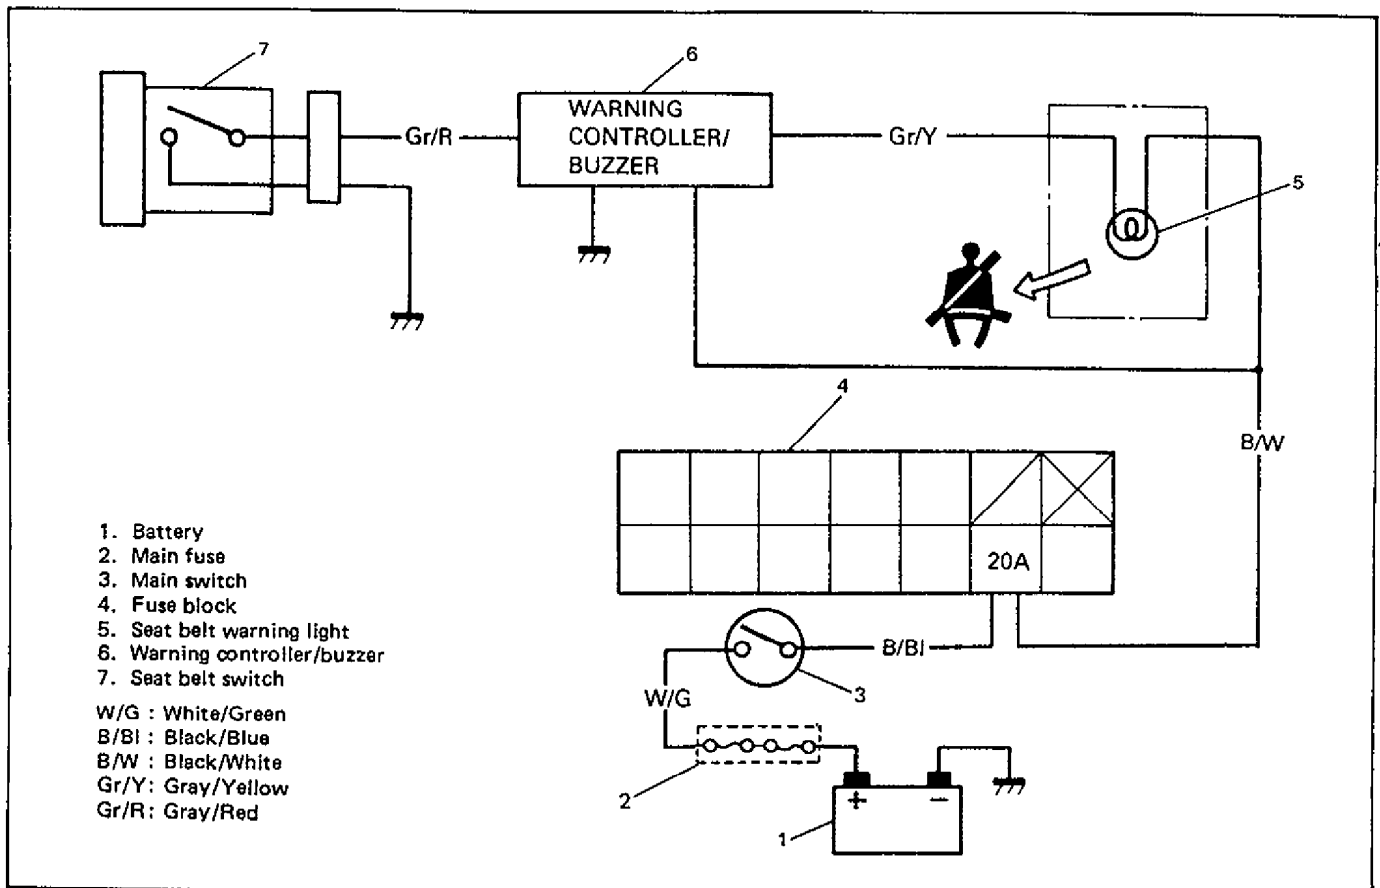 7
6
WARNING
CONTROLLER/
BUZZER
Gr/R
Gr/Y
5
4
B/W
20A
1. Battery
2. Main fuse
3. Main switch
4. Fuse block
5. Seat belt warning light
6. Warning controller/buzzer
7. Seat belt switch
W/G : White/Green
B/Bl : Black/Blue
B/W : Black/White
Gr/Y: Gray/Yellow
Gr/R: Gray/Red
B/Bl
3
W/G
2
+ −
1